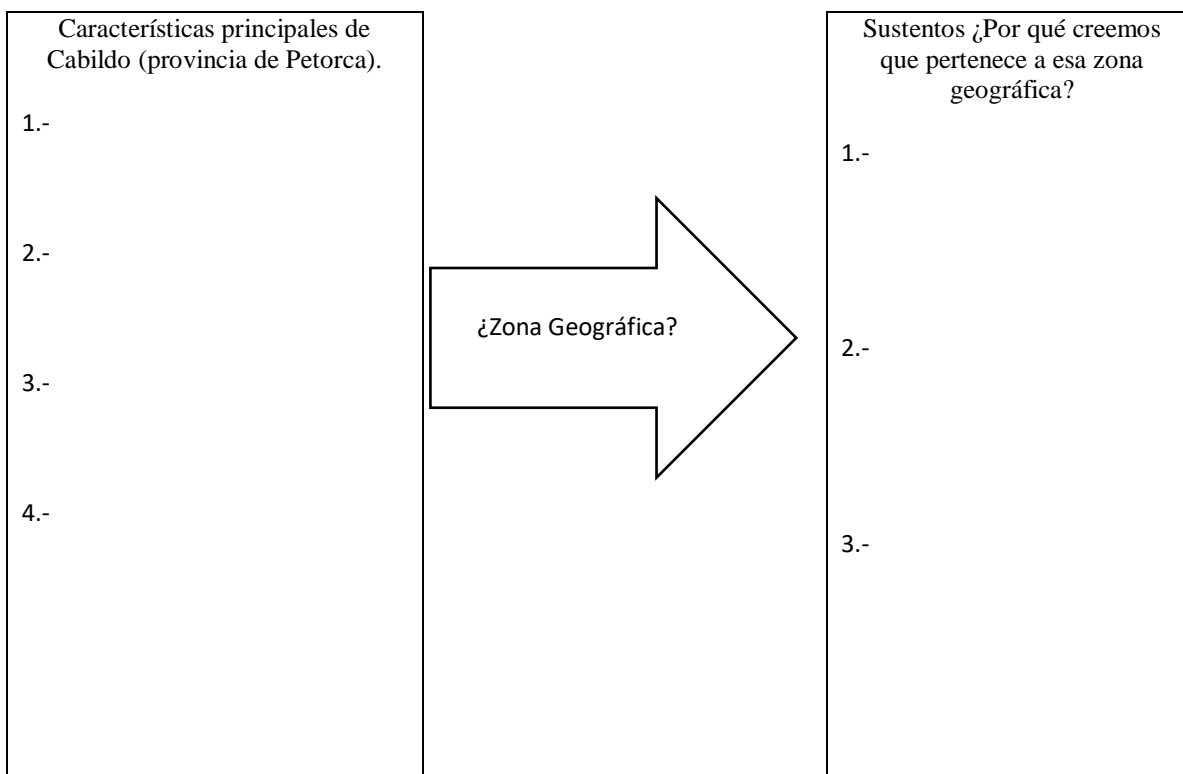 Características principales de
Cabildo (provincia de Petorca).
1.-
2.-
3.-
4.-
¿Zona Geográfica?
Sustentos ¿Por qué creemos
que pertenece a esa zona
geográfica?
1.-
2.-
3.-